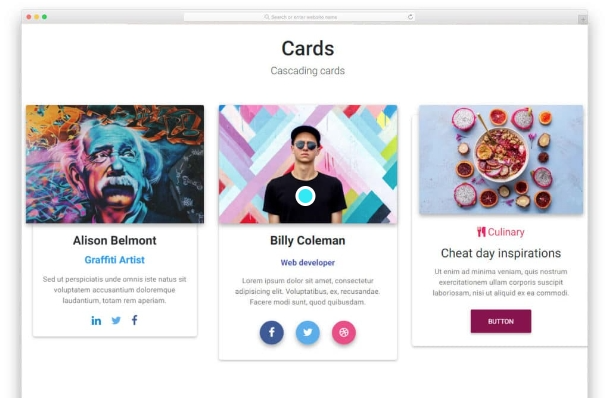 Search or enter website name
Cards
Cascading cards
Alison Belmont
Graffiti Artist
Sed ut perspiciatis unde omnis iste natus sit
voluptatem accusantium doloremque
laudantium, totam rem aperiam.
in
f
Billy Coleman
Web developer
Lorem ipsum dolor sit amet, consectetur
adipisicing elit. Voluptatibus, ex, recusandae.
Facere modi sunt, quod quibusdam.
f
Culinary
Cheat day inspirations
Ut enim ad minima veniam, quis nostrum
exercitationem ullam corporis suscipit
laboriosam, nisi ut aliquid ex ea commodi.
BUTTON